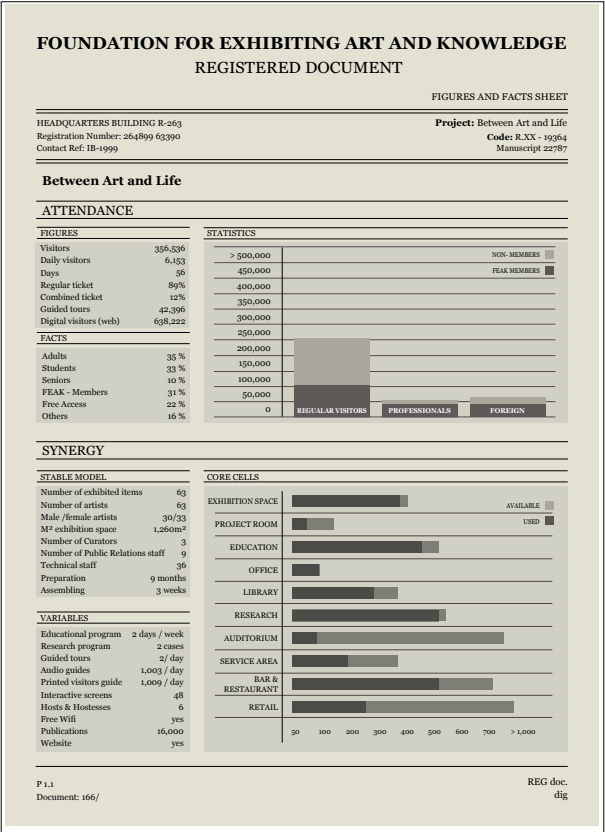 FOUNDATION FOR EXHIBITING ART AND KNOWLEDGE
REGISTERED DOCUMENT
FIGURES AND FACTS SHEET
HEADQUARTERS BUILDING R-263
Registration Number: 264899 63390
Contact Ref: IB-1999
Project: Between Art and Life
Code: R.XX - 19364
Manuscript 22787
Between Art and Life
ATTENDANCE
FIGURES
Visitors 356,536
Daily visitors 6,153
Days 56
Regular ticket 89%
Combined ticket 12%
Guided tours 42,396
Digital visitors (web) 638,222
FACTS
Adults 35 %
Students 33 %
Seniors 10 %
FEAK - Members 31 %
Free Access 22 %
Others 16 %
STATISTICS
> 500,000
450,000
400,000
350,000
300,000
250,000
200,000
150,000
100,000
50,000
0
NON- MEMBERS
FEAK MEMBERS
REGUALAR VISITORS PROFESSIONALS FOREIGN
SYNERGY
STABLE MODEL
Number of exhibited items 63
Number of artists 63
Male /female artists 30/33
M² exhibition space 1,260m²
Number of Curators 3
Number of Public Relations staff 9
Technical staff 36
Preparation 9 months
Assembling 3 weeks
VARIABLES
Educational program 2 days / week
Research program 2 cases
Guided tours 2/ day
Audio guides 1,003 / day
Printed visitors guide 1,009 / day
Interactive screens 48
Hosts & Hostesses 6
Free Wifi yes
Publications 16,000
Website yes
CORE CELLS
EXHIBITION SPACE
PROJECT ROOM
EDUCATION
OFFICE
LIBRARY
RESEARCH
AUDITORIUM
SERVICE AREA
BAR &
RESTAURANT
RETAIL
AVAILABLE
USED
50 100 300 400 500 600 700 > 1,000
P 1.1
Document: 166/
REG doc.
dig